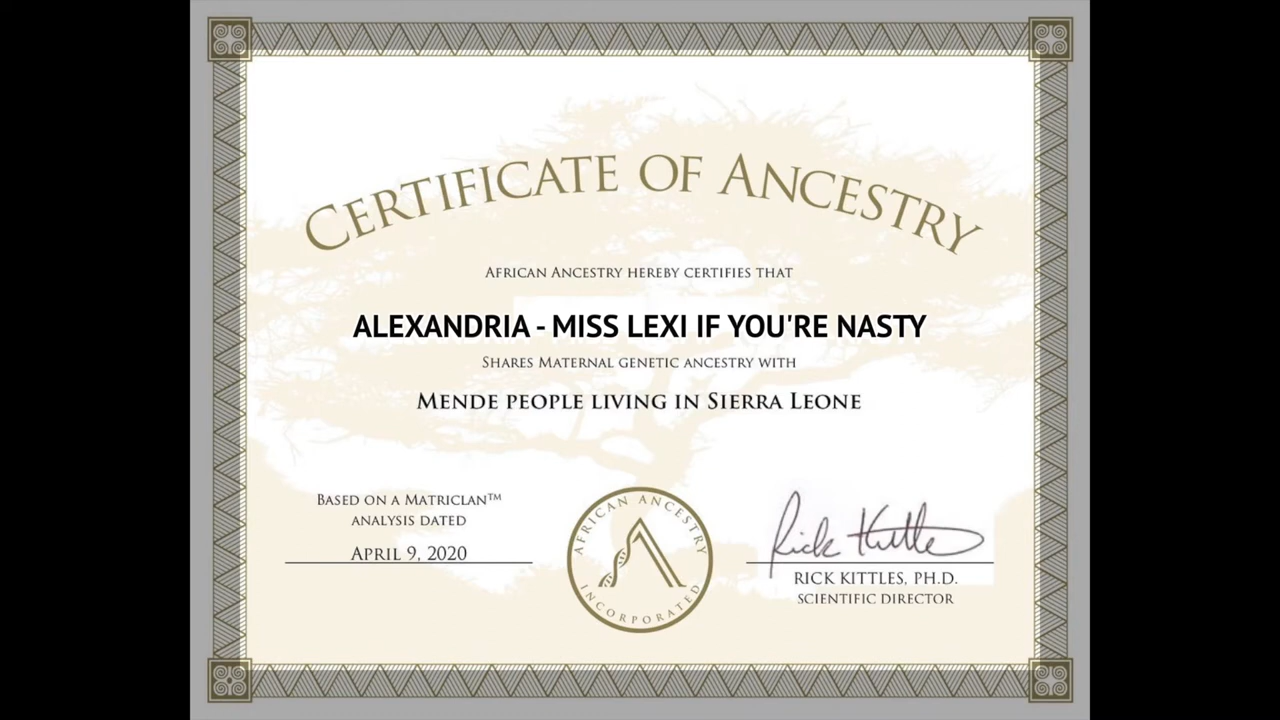 CERTIFICATE OF ANCESTRY
AFRICAN ANCESTRY HEREBY CERTIFIES THAT
ALEXANDRIA - MISS LEXI IF YOU'RE NASTY
SHARES MATERNAL GENETIC ANCESTRY WITH
MENDE PEOPLE LIVING IN SIERRA LEONE
BASED ON A MATRICLAN™
ANALYSIS DATED
APRIL 9, 2020
AFRICAN ANCESTRY
INCORPORATED
Rick Kittles
RICK KITTLES, PH.D.
SCIENTIFIC DIRECTOR